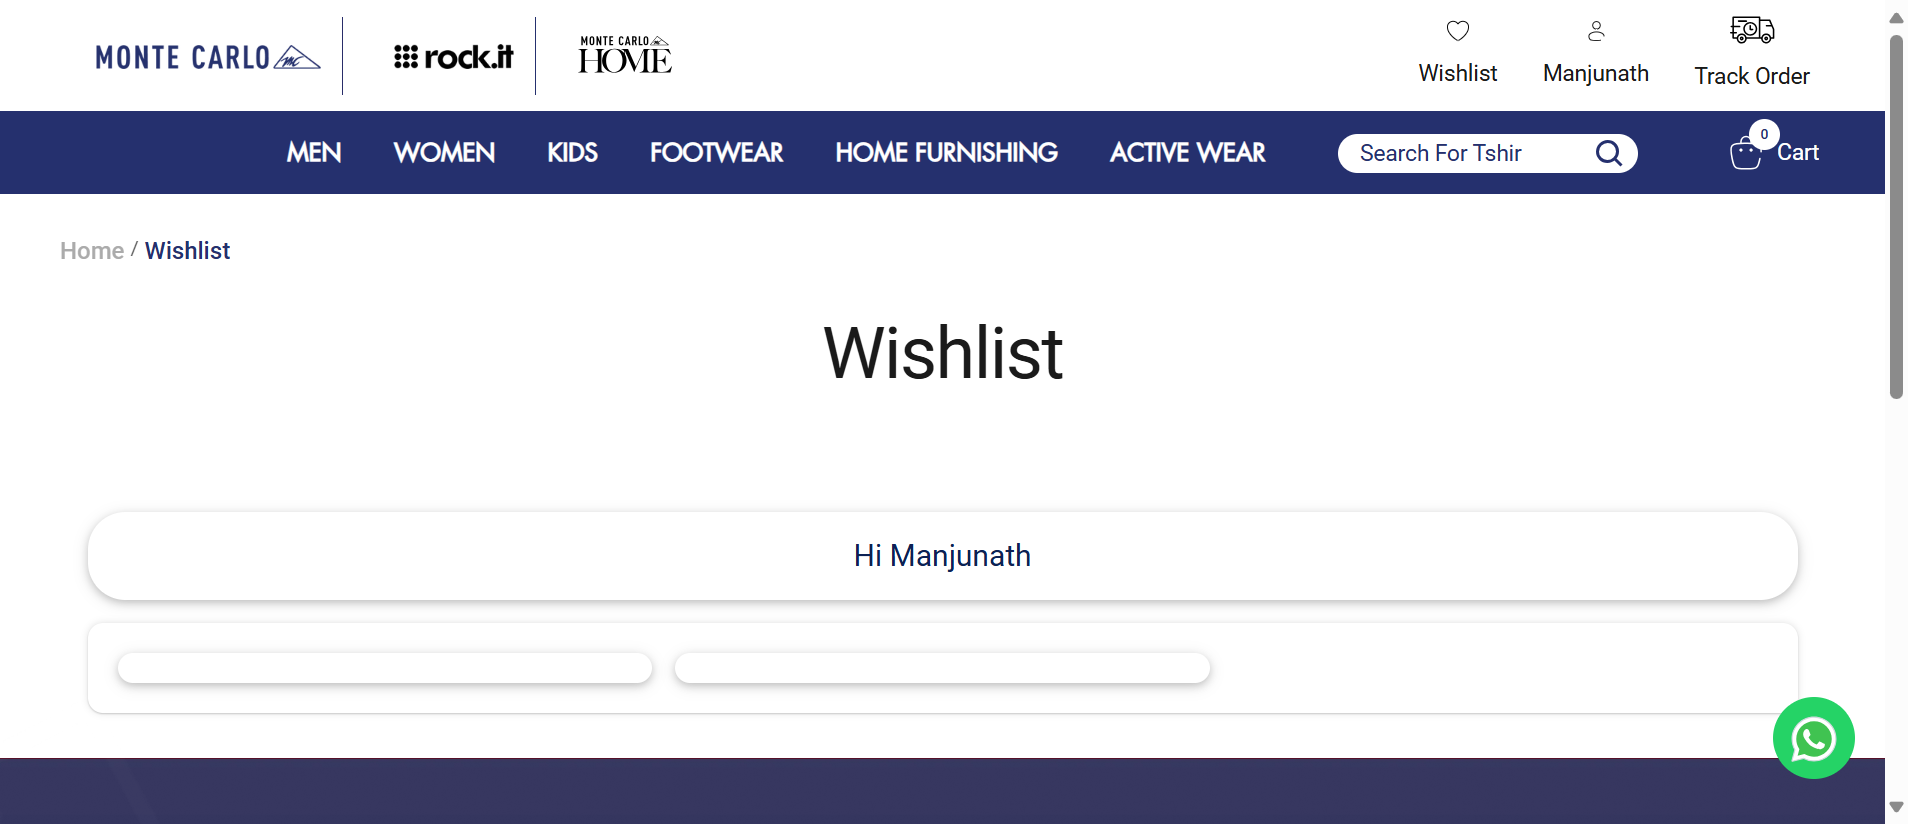 MONTE CARLO
rock.it
MONTE CARLO
HOME
Wishlist
Manjunath
Track Order
MEN
WOMEN
KIDS
FOOTWEAR
HOME FURNISHING
ACTIVE WEAR
Search For Tshir
0
Cart
Home / Wishlist
Wishlist
Hi Manjunath